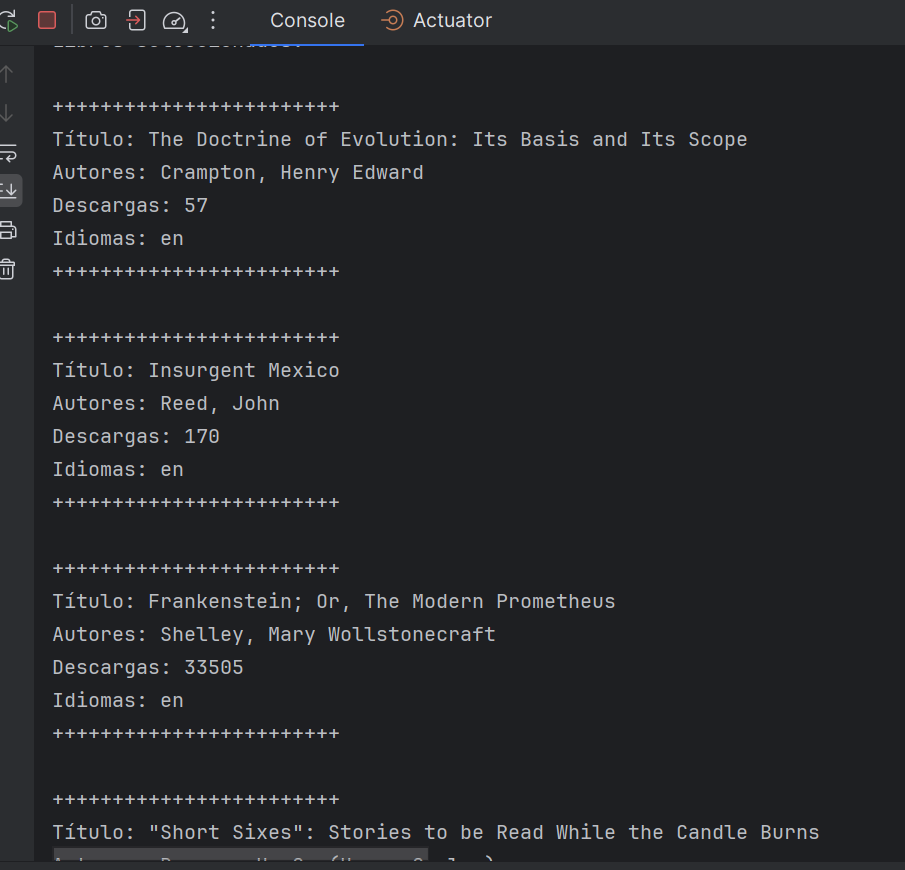 Console Actuator
++++++++++++++++++++++++
Título: The Doctrine of Evolution: Its Basis and Its Scope
Autores: Crampton, Henry Edward
Descargas: 57
Idiomas: en
++++++++++++++++++++++++
++++++++++++++++++++++++
Título: Insurgent Mexico
Autores: Reed, John
Descargas: 170
Idiomas: en
++++++++++++++++++++++++
++++++++++++++++++++++++
Título: Frankenstein; Or, The Modern Prometheus
Autores: Shelley, Mary Wollstonecraft
Descargas: 33505
Idiomas: en
++++++++++++++++++++++++
++++++++++++++++++++++++
Título: "Short Sixes": Stories to be Read While the Candle Burns